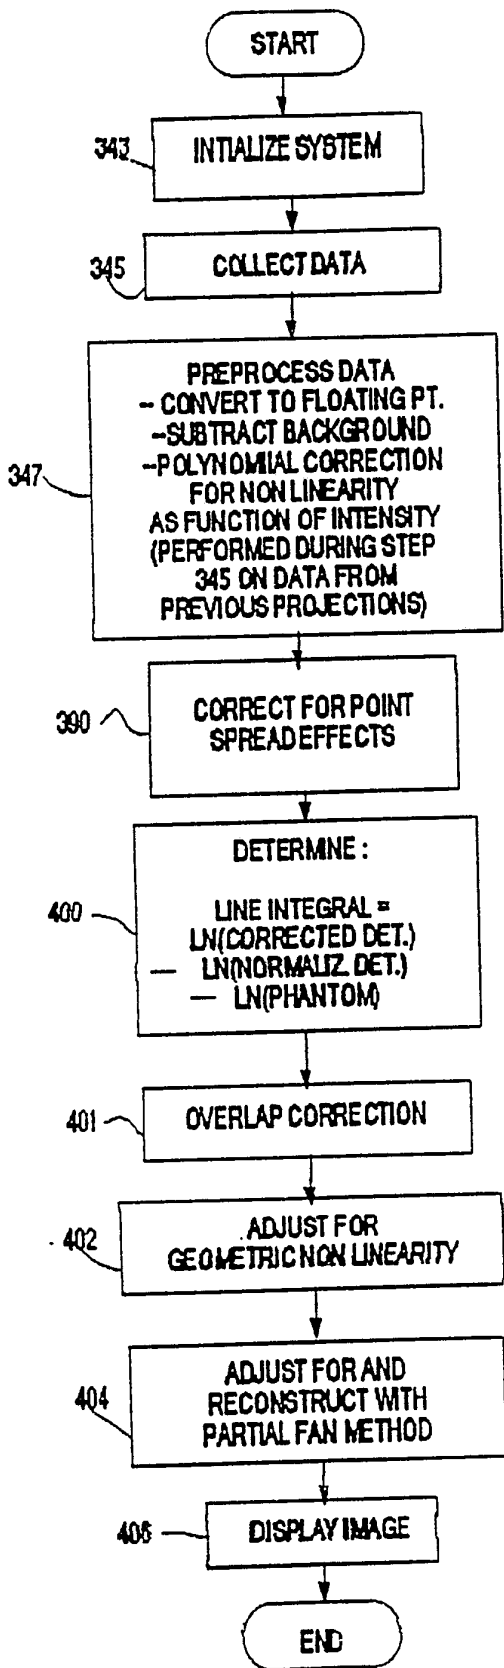 START
343
INTIALIZE SYSTEM
345
COLLECT DATA
347
PREPROCESS DATA
– CONVERT TO FLOATING PT.
–SUBTRACT BACKGROUND
–POLYNOMIIAL CORRECTION
FOR NON LINEARITY
AS FUNCTION OF INTENSITY
(PERFORMED DURING STEP
345 ON DATA FROM
PREVIOUS PROJECTIONS)
390
CORRECT FOR POINT
SPREAD EFFECTS
400
DETERMINE :
LINE INTEGRAL =
LN(CORRECTED DET.)
— LN(NORMALIZ. DET.)
— LN(PHANTOM)
401
OVERLAP CORRECTION
402
ADJUST FOR
GEOMETRIC NON LINEARITY
404
ADJUST FOR AND
RECONSTRUCT WITH
PARTIAL FAN METHOD
406
DISPLAY IMAGE
END